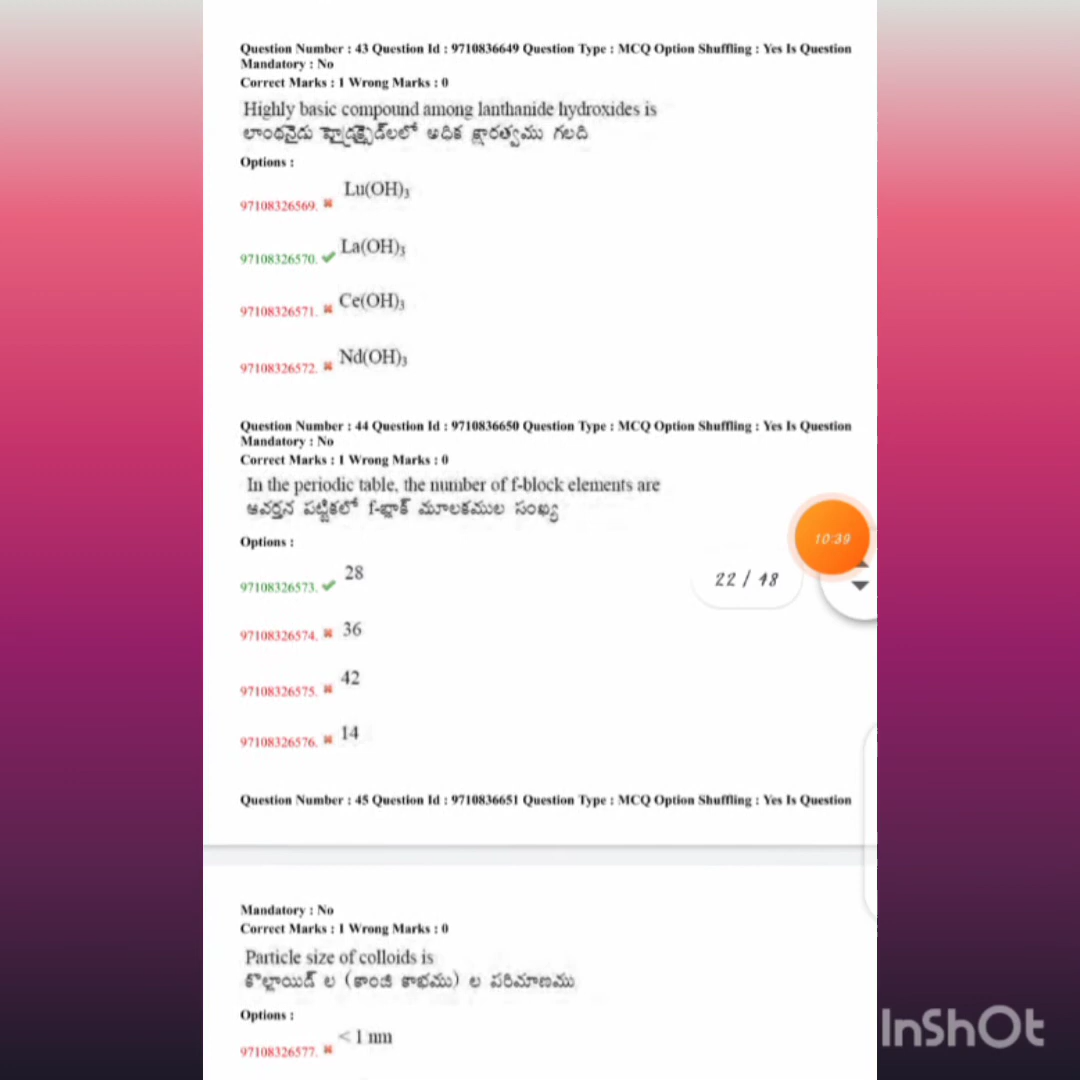 Question Number : 43 Question Id : 9710836649 Question Type : MCQ Option Shuffling : Yes Is Question
Mandatory : No
Correct Marks : 1 Wrong Marks : 0
Highly basic compound among lanthanide hydroxides is
లాంథనైడు హైడ్రాక్సైడ్‌లలో అధిక క్షారత్వము గలది
Options :
Lu(OH)₃
97108326569. ✖
La(OH)₃
97108326570. ✔
Ce(OH)₃
97108326571. ✖
Nd(OH)₃
97108326572. ✖
Question Number : 44 Question Id : 9710836650 Question Type : MCQ Option Shuffling : Yes Is Question
Mandatory : No
Correct Marks : 1 Wrong Marks : 0
In the periodic table, the number of f-block elements are
ఆవర్తన పట్టికలో f-బ్లాక్ మూలకముల సంఖ్య
Options :
28
97108326573. ✔
10:39
22 / 48
36
97108326574. ✖
42
97108326575. ✖
14
97108326576. ✖
Question Number : 45 Question Id : 9710836651 Question Type : MCQ Option Shuffling : Yes Is Question
Mandatory : No
Correct Marks : 1 Wrong Marks : 0
Particle size of colloids is
కొల్లాయిడ్ ల (కాంజి కాభము) ల పరిమాణము
Options :
< 1 nm
97108326577. ✖
InShOt